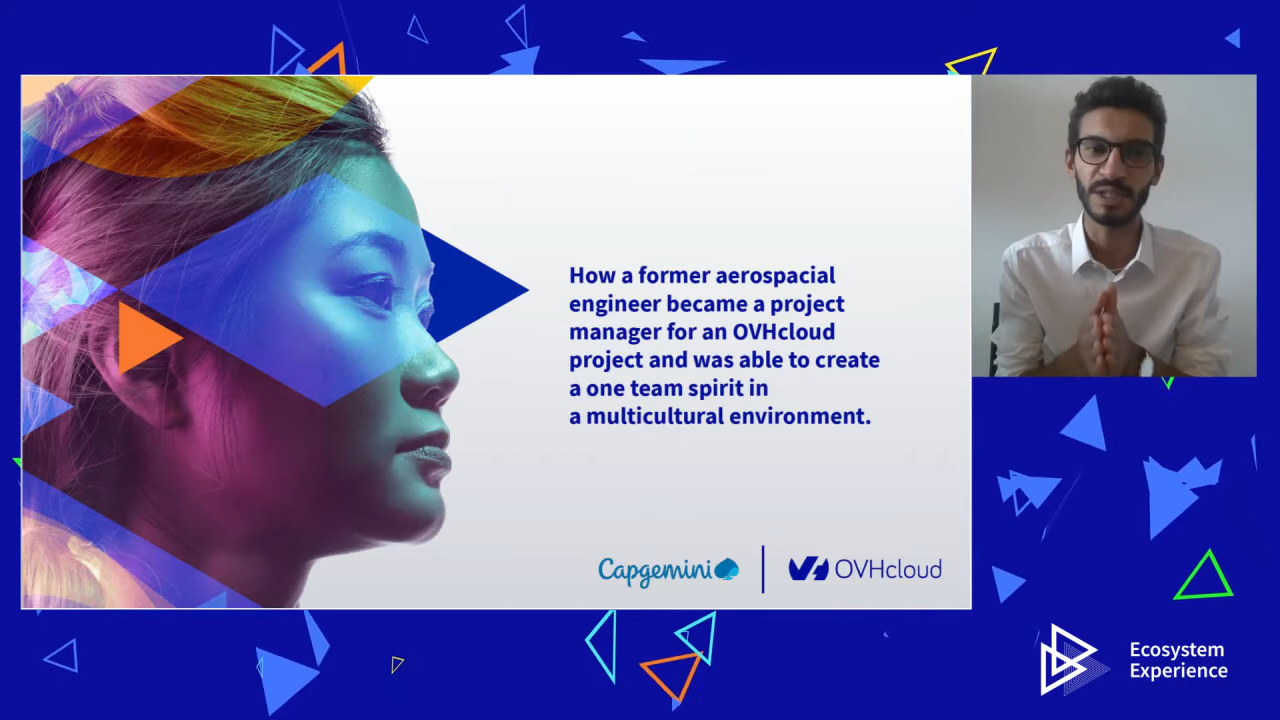 How a former aerospacial
engineer became a project
manager for an OVHcloud
project and was able to create
a one team spirit in
a multicultural environment.
Capgemini
OVHcloud
Ecosystem
Experience